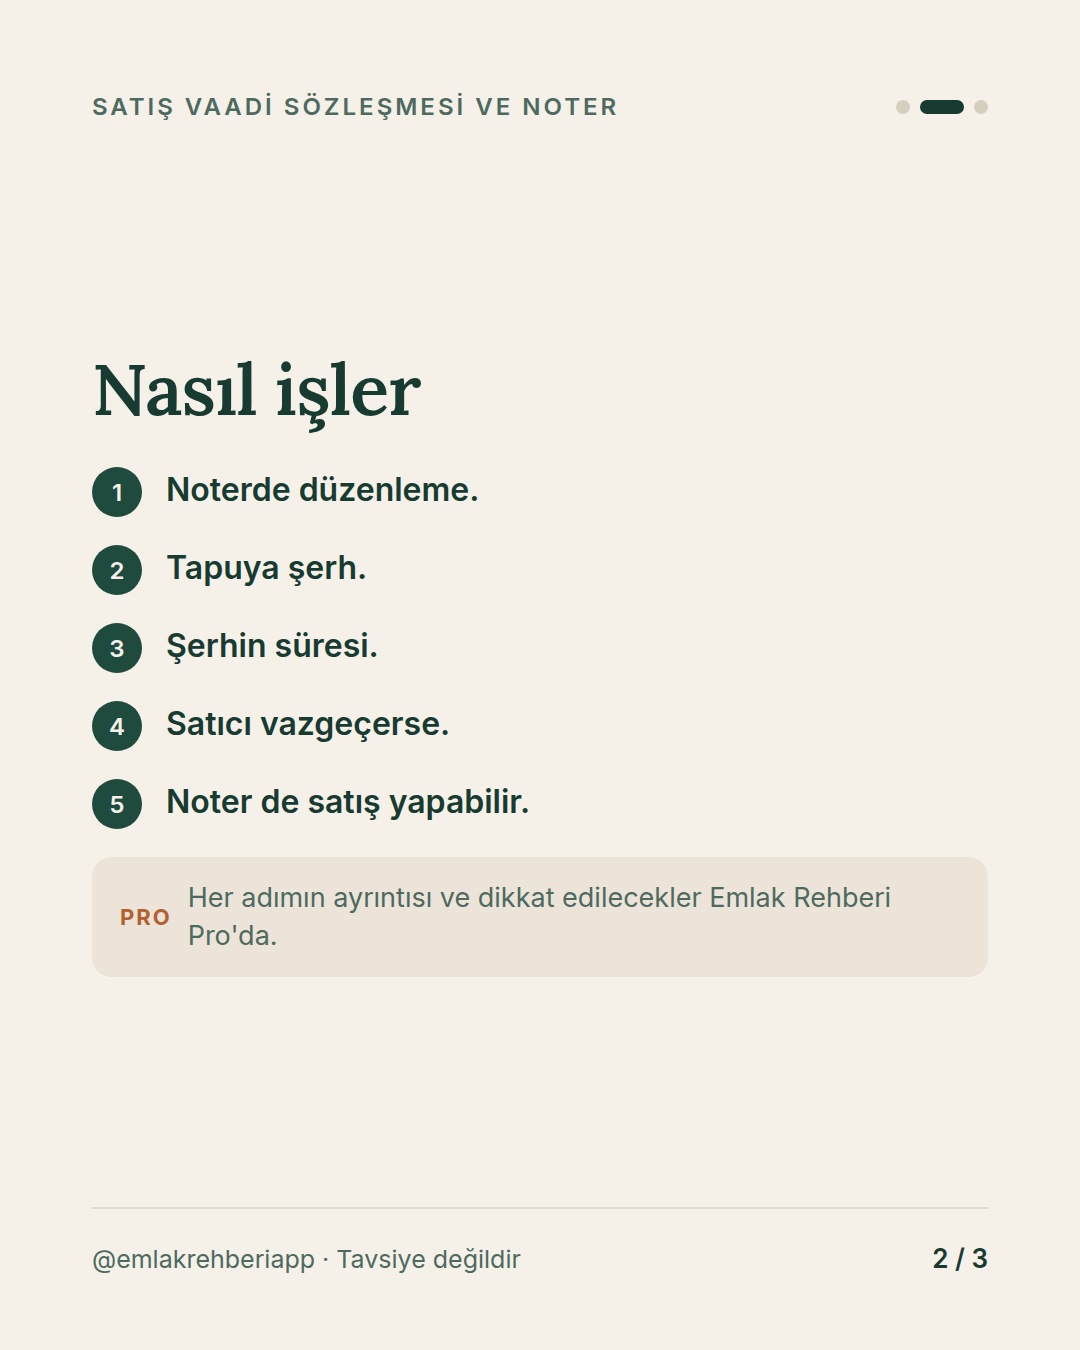 SATIŞ VAADİ SÖZLEŞMESİ VE NOTER
Nasıl işler
1 Noterde düzenleme.
2 Tapuya şerh.
3 Şerhin süresi.
4 Satıcı vazgeçerse.
5 Noter de satış yapabilir.
PRO Her adımın ayrıntısı ve dikkat edilecekler Emlak Rehberi
Pro'da.
@emlakrehberiapp · Tavsiye değildir
2 / 3